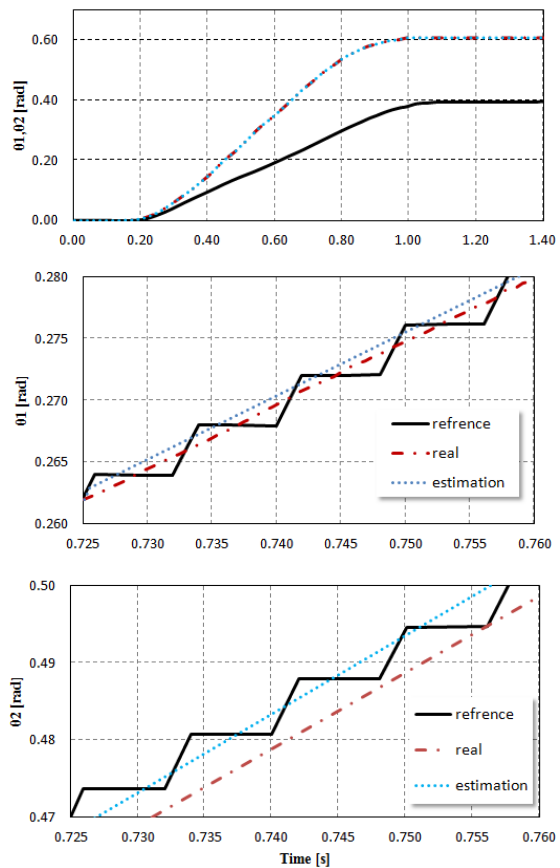 0.60
0.40
0.20
0.00
θ1,θ2 [rad]
0.00 0.20 0.40 0.60 0.80 1.00 1.20 1.40
0.280
0.275
0.270
0.265
0.260
θ1 [rad]
refrence
real
estimation
0.725 0.730 0.735 0.740 0.745 0.750 0.755 0.760
0.50
0.49
0.48
0.47
θ2 [rad]
refrence
real
estimation
0.725 0.730 0.735 0.740 0.745 0.750 0.755 0.760
Time [s]